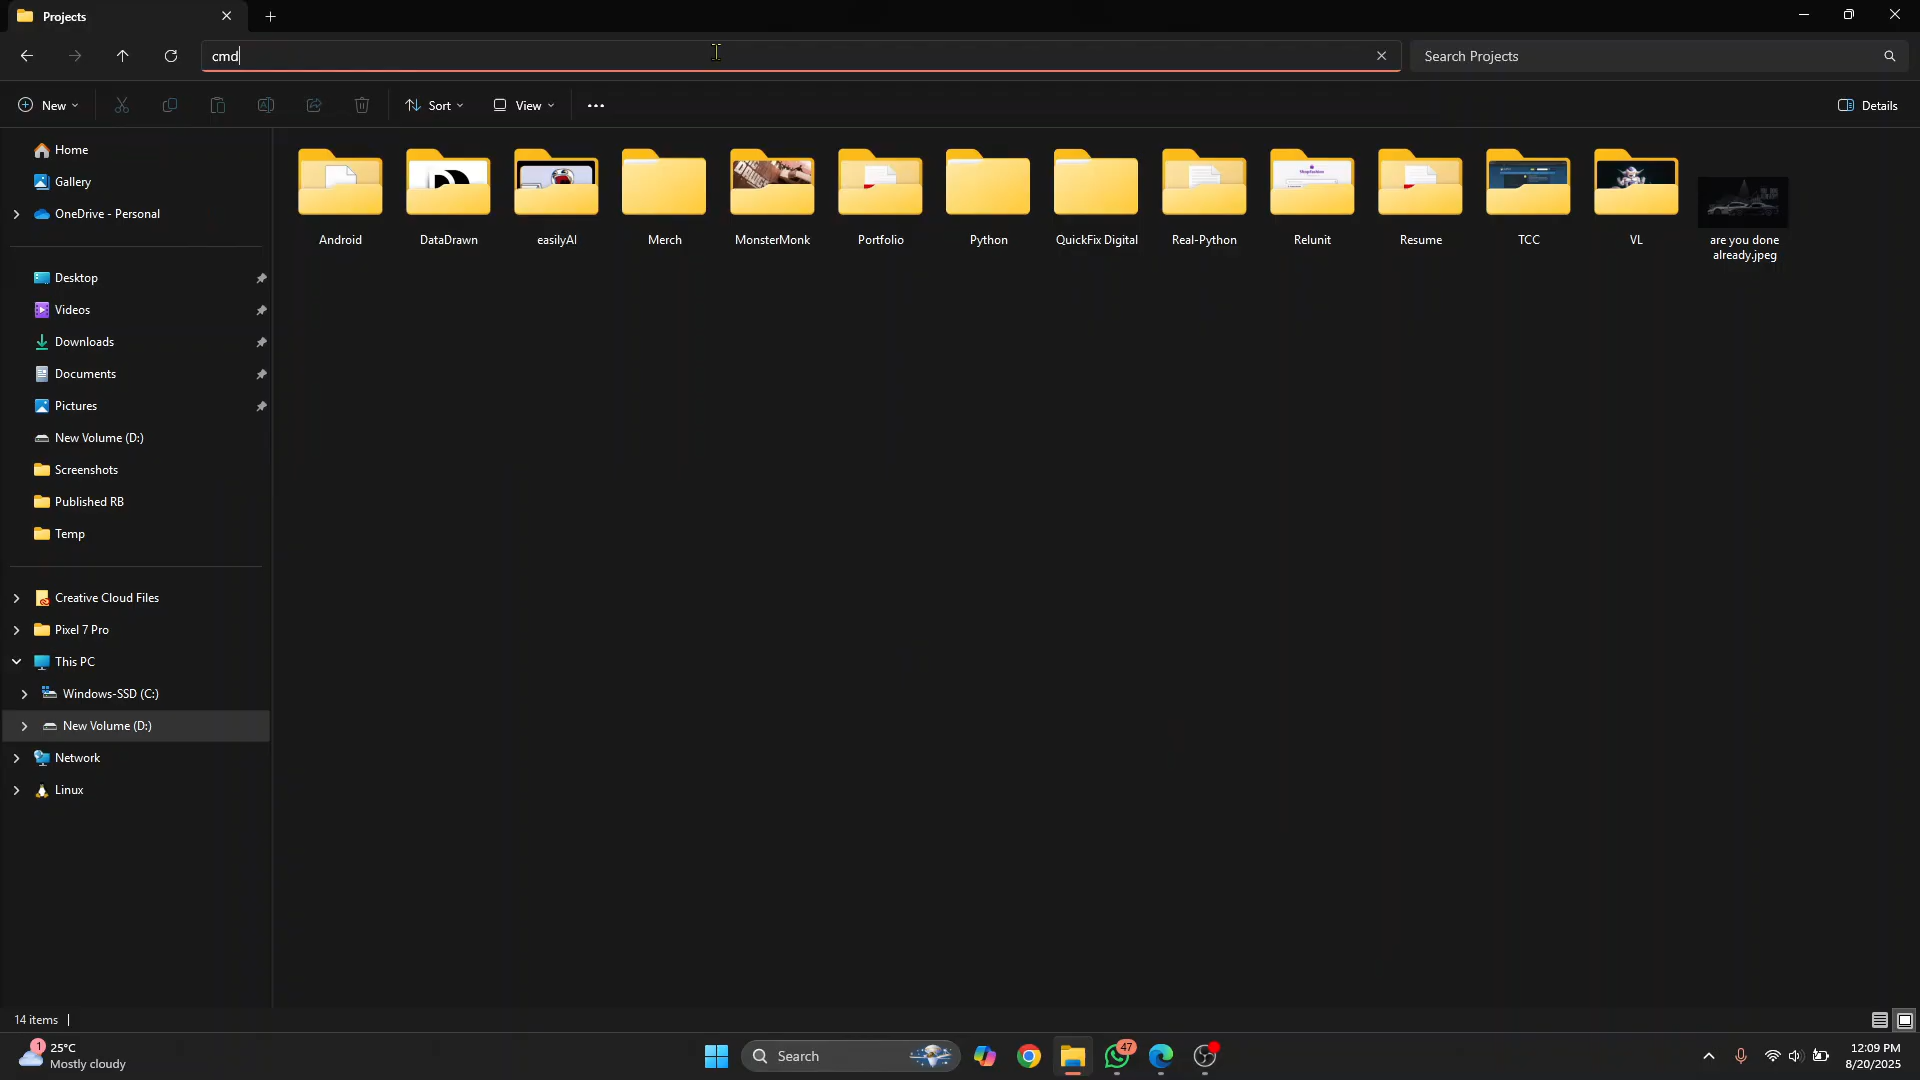 Projects
cmd
Search Projects
New
Sort
View
Details
Home
Gallery
OneDrive - Personal
Desktop
Videos
Downloads
Documents
Pictures
New Volume (D:)
Screenshots
Published RB
Temp
Creative Cloud Files
Pixel 7 Pro
This PC
Windows-SSD (C:)
New Volume (D:)
Network
Linux
Android
DataDrawn
easilyAI
Merch
MonsterMonk
Portfolio
Python
QuickFix Digital
Real-Python
Relunit
Resume
TCC
VL
are you done
already.jpeg
14 items
1
25°C
Mostly cloudy
Search
47
12:09 PM
8/20/2025